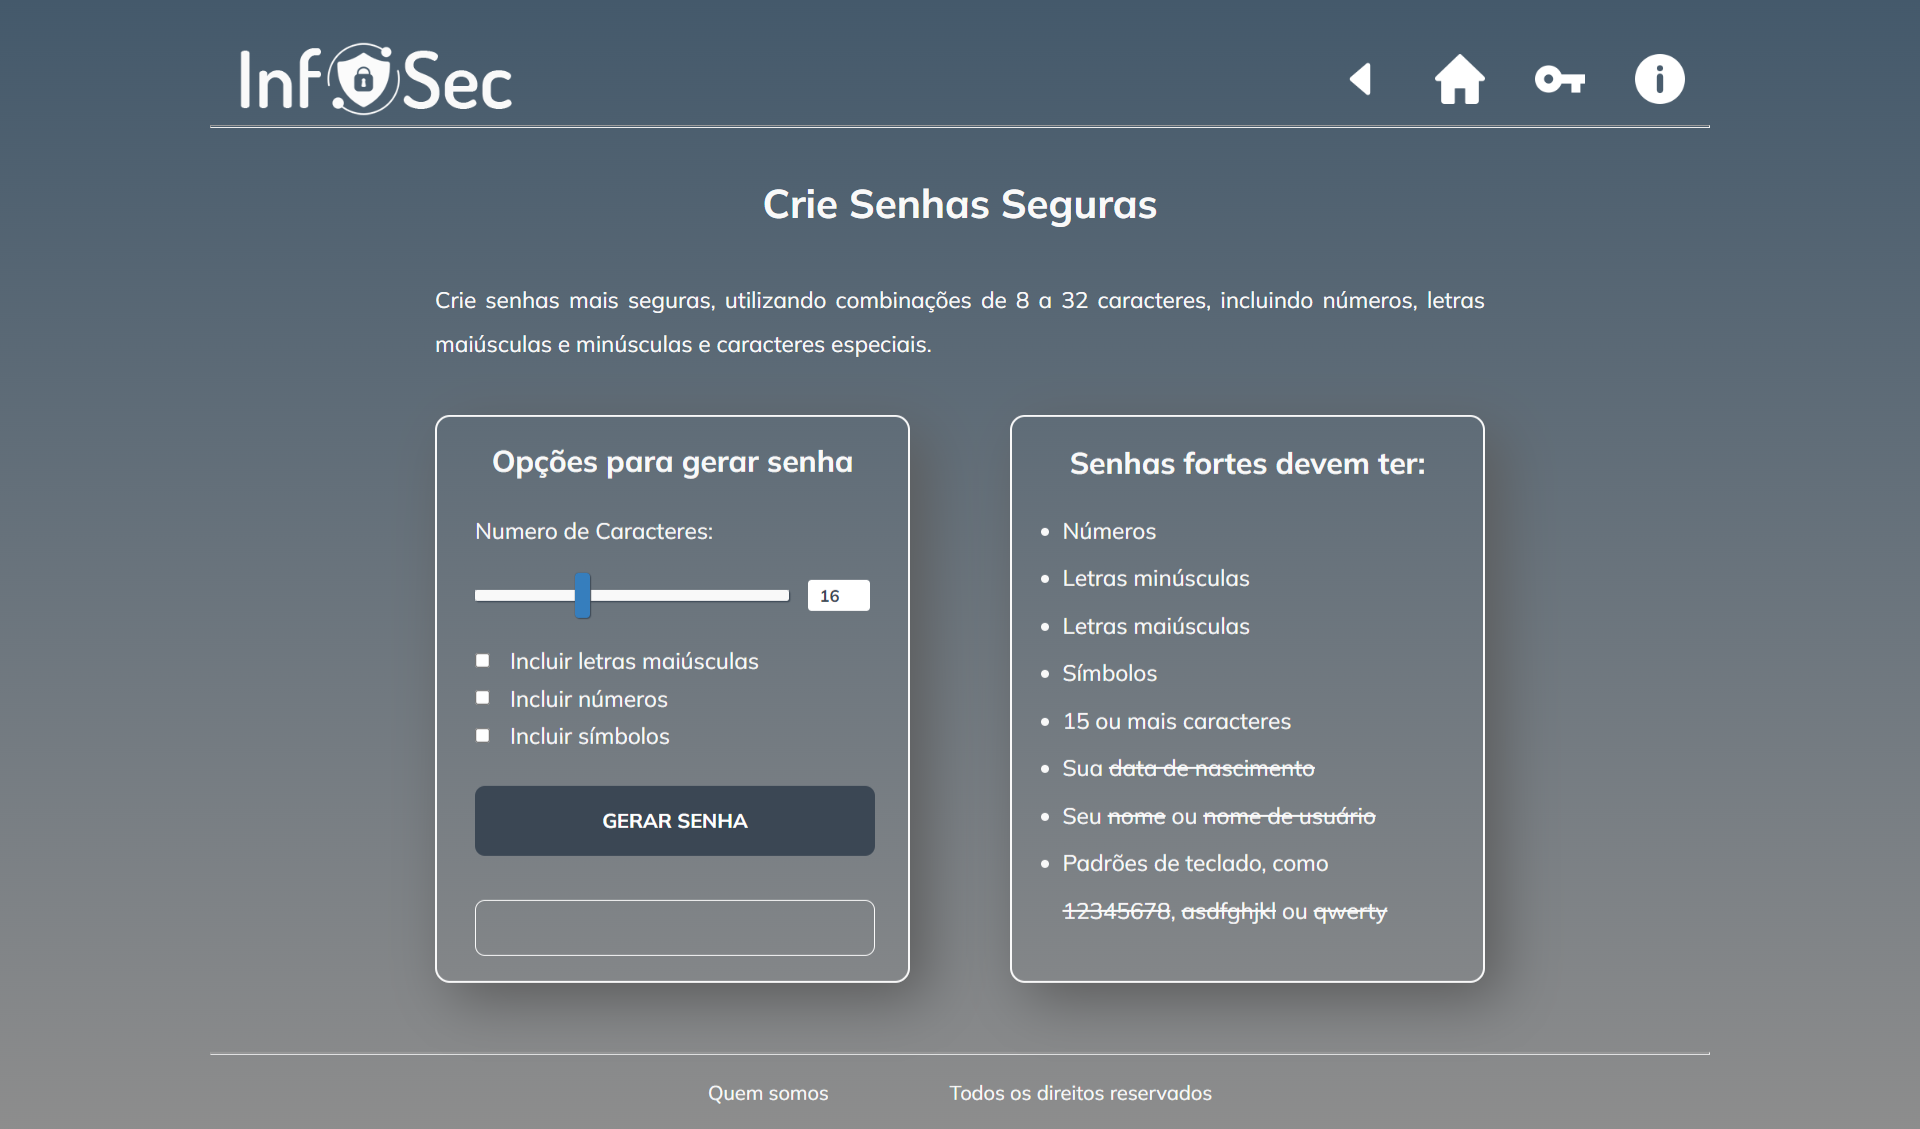 InfoSec
Crie Senhas Seguras
Crie senhas mais seguras, utilizando combinações de 8 a 32 caracteres, incluindo números, letras
maiúsculas e minúsculas e caracteres especiais.
Opções para gerar senha
Numero de Caracteres:
16
Incluir letras maiúsculas
Incluir números
Incluir símbolos
GERAR SENHA
Senhas fortes devem ter:
Números
Letras minúsculas
Letras maiúsculas
Símbolos
15 ou mais caracteres
Sua data de nascimento
Seu nome ou nome de usuário
Padrões de teclado, como
12345678, asdfghjkl ou qwerty
Quem somos
Todos os direitos reservados